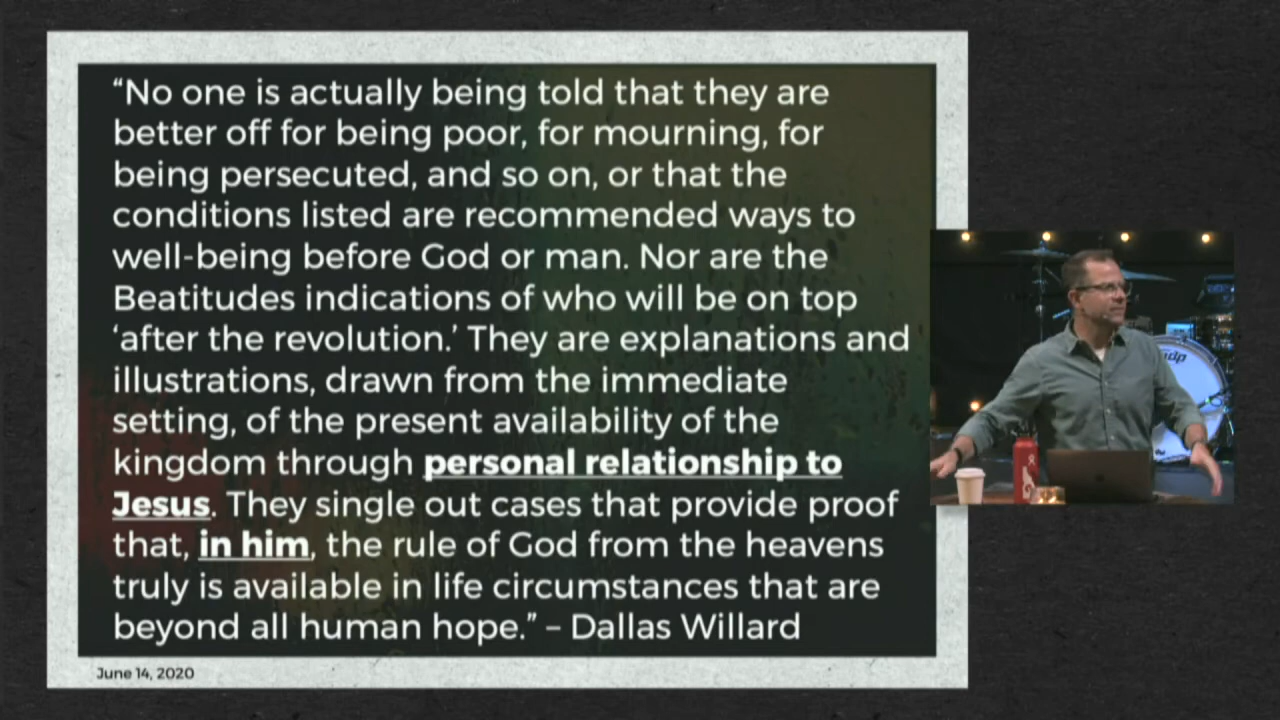 “No one is actually being told that they are
better off for being poor, for mourning, for
being persecuted, and so on, or that the
conditions listed are recommended ways to
well-being before God or man. Nor are the
Beatitudes indications of who will be on top
‘after the revolution.’ They are explanations and
illustrations, drawn from the immediate
setting, of the present availability of the
kingdom through personal relationship to
Jesus. They single out cases that provide proof
that, in him, the rule of God from the heavens
truly is available in life circumstances that are
beyond all human hope.” – Dallas Willard
June 14, 2020